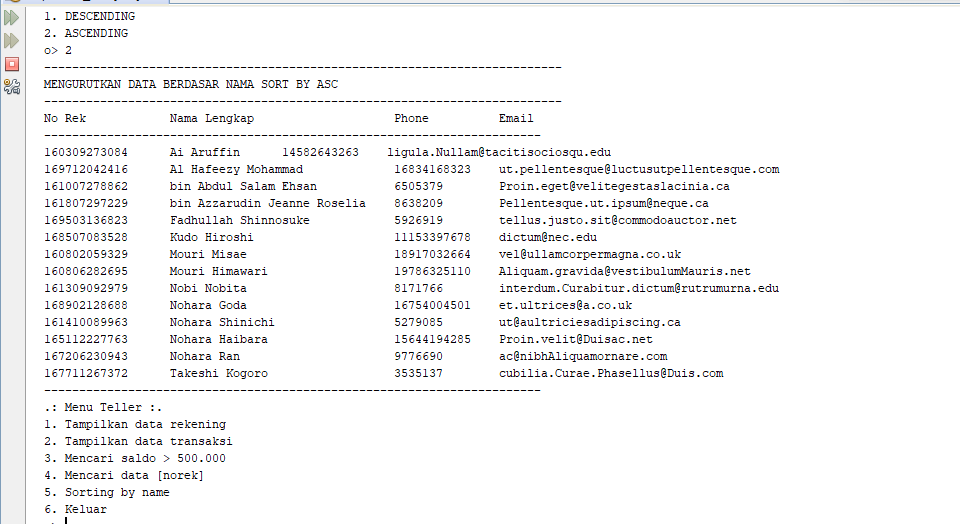 1. DESCENDING
2. ASCENDING
o> 2
--------------------------------------------------------------------------
MENGURUTKAN DATA BERDASAR NAMA SORT BY ASC
--------------------------------------------------------------------------
No Rek Nama Lengkap Phone Email
-----------------------------------------------------------------------
160309273084 Ai Aruffin 14582643263 ligula.Nullam@tacitisociosqu.edu
169712042416 Al Hafeezy Mohammad 16834168323 ut.pellentesque@luctusutpellentesque.com
161007278862 bin Abdul Salam Ehsan 6505379 Proin.eget@velitegestaslacinia.ca
161807297229 bin Azzarudin Jeanne Roselia 8638209 Pellentesque.ut.ipsum@neque.ca
169503136823 Fadhullah Shinnosuke 5926919 tellus.justo.sit@commodoauctor.net
168507083528 Kudo Hiroshi 11153397678 dictum@nec.edu
160802059329 Mouri Misae 18917032664 vel@ullamcorpermagna.co.uk
160806282695 Mouri Himawari 19786325110 Aliquam.gravida@vestibulumMauris.net
161309092979 Nobi Nobita 8171766 interdum.Curabitur.dictum@rutrumurna.edu
168902128688 Nohara Goda 16754004501 et.ultrices@a.co.uk
161410089963 Nohara Shinichi 5279085 ut@aultriciesadipiscing.ca
165112227763 Nohara Haibara 15644194285 Proin.velit@Duisac.net
167206230943 Nohara Ran 9776690 ac@nibhAliquamornare.com
167711267372 Takeshi Kogoro 3535137 cubilia.Curae.Phasellus@Duis.com
-----------------------------------------------------------------------
.: Menu Teller :.
1. Tampilkan data rekening
2. Tampilkan data transaksi
3. Mencari saldo > 500.000
4. Mencari data [norek]
5. Sorting by name
6. Keluar